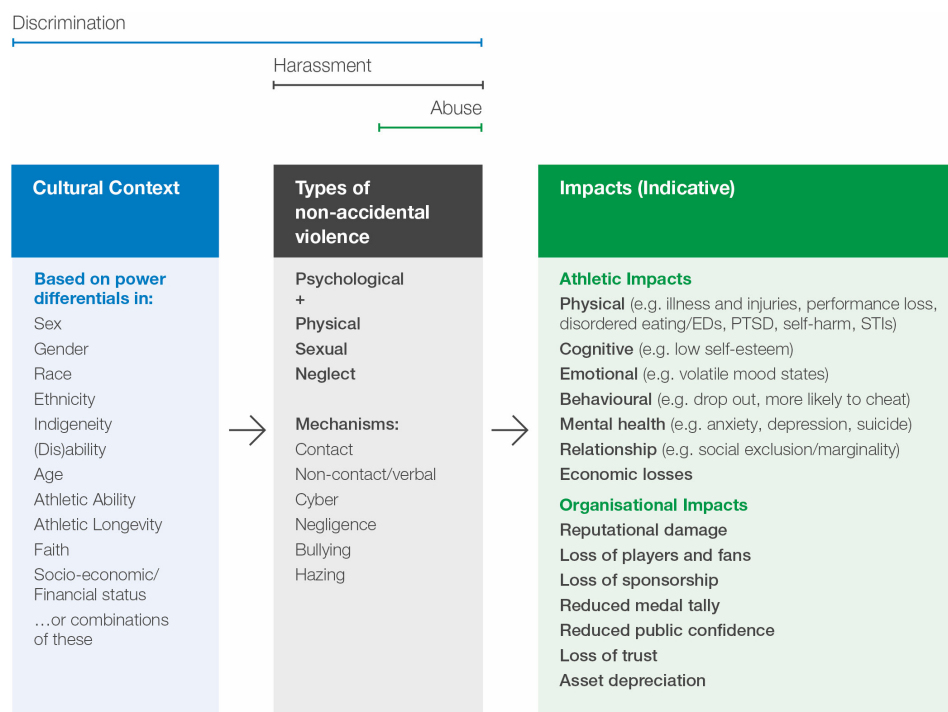 Discrimination
Harassment
Abuse
Cultural Context
Based on power
differentials in:
Sex
Gender
Race
Ethnicity
Indigeneity
(Dis)ability
Age
Athletic Ability
Athletic Longevity
Faith
Socio-economic/
Financial status
…or combinations
of these
Types of
non-accidental
violence
Psychological
+
Physical
Sexual
Neglect
Mechanisms:
Contact
Non-contact/verbal
Cyber
Negligence
Bullying
Hazing
Impacts (Indicative)
Athletic Impacts
Physical (e.g. illness and injuries, performance loss,
disordered eating/EDs, PTSD, self-harm, STIs)
Cognitive (e.g. low self-esteem)
Emotional (e.g. volatile mood states)
Behavioural (e.g. drop out, more likely to cheat)
Mental health (e.g. anxiety, depression, suicide)
Relationship (e.g. social exclusion/marginality)
Economic losses
Organisational Impacts
Reputational damage
Loss of players and fans
Loss of sponsorship
Reduced medal tally
Reduced public confidence
Loss of trust
Asset depreciation